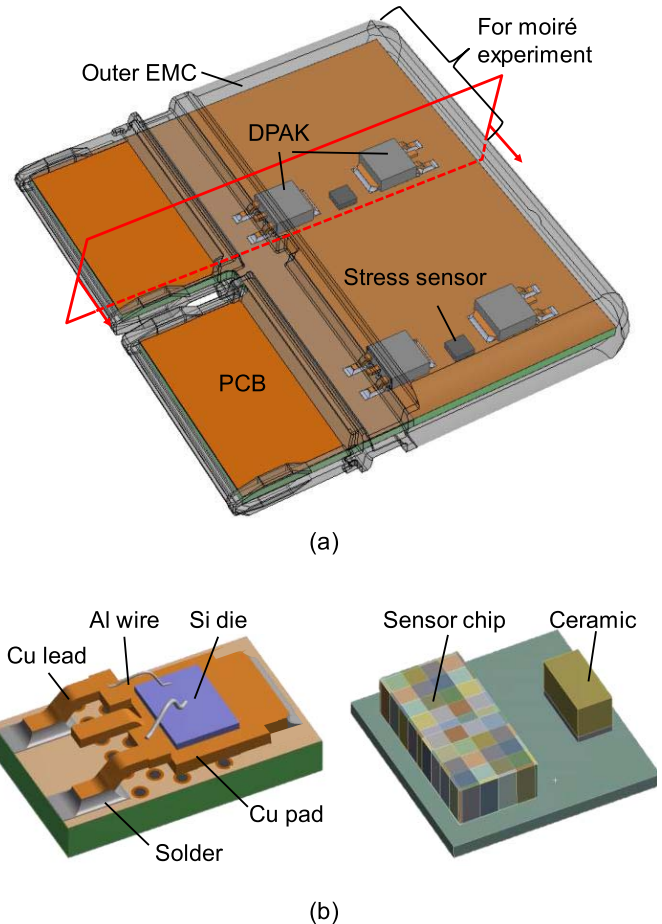 For moiré
experiment
Outer EMC
DPAK
Stress sensor
PCB
(a)
Al wire
Si die
Sensor chip
Ceramic
Cu lead
Cu pad
Solder
(b)